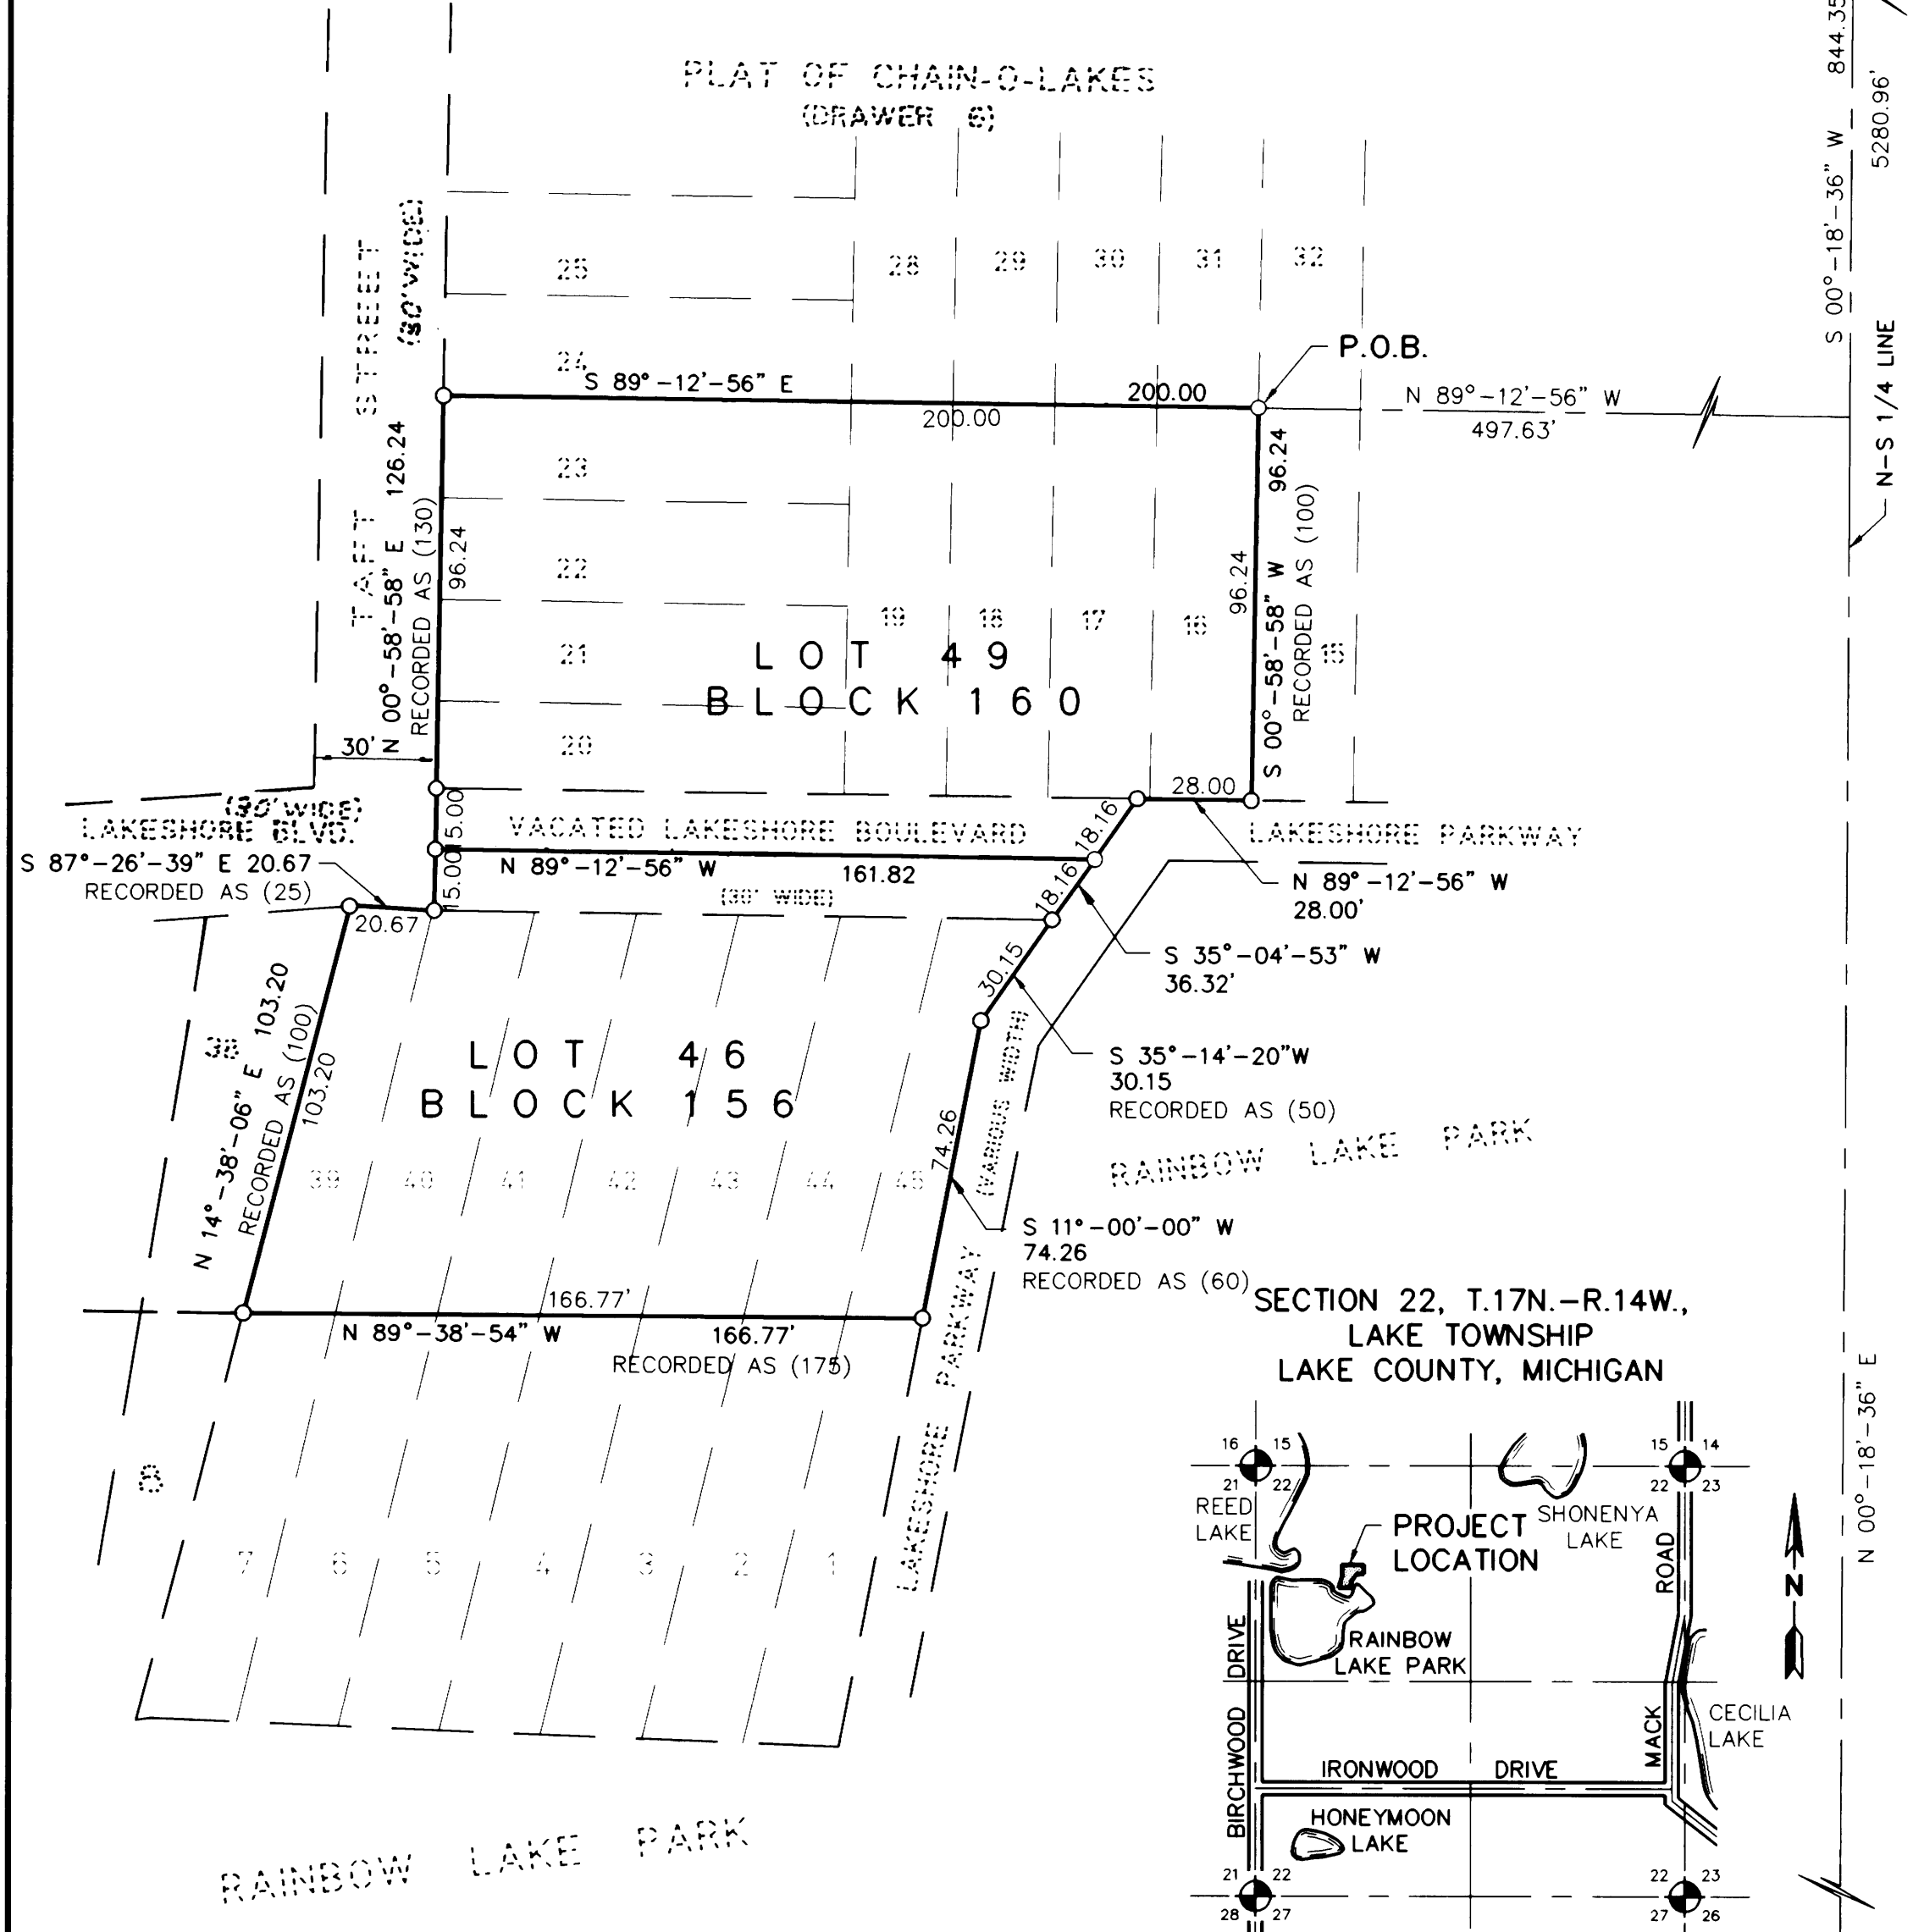 PLAT OF CHAIN-O-LAKES
(DRAWER 6)
844.35
S 00°-18'-36" W
5280.96'
N-S 1/4 LINE
TAFT STREET
(80'WIDE)
25
28
29
30
31
32
24
P.O.B.
S 89°-12'-56" E
200.00
200.00
N 89°-12'-56" W
497.63'
N 00°-58'-58" E 126.24
RECORDED AS (130)
96.24
23
22
21
20
19
18
17
16
15
96.24
S 00°-58'-58" W 96.24
RECORDED AS (100)
LOT 49
BLOCK 160
30'
28.00
(30'WIDE)
LAKESHORE BLVD.
15.00
VACATED LAKESHORE BOULEVARD
18.16
LAKESHORE PARKWAY
S 87°-26'-39" E 20.67
RECORDED AS (25)
15.00
N 89°-12'-56" W
161.82
(30' WIDE)
18.16
N 89°-12'-56" W
28.00'
20.67
30.15
S 35°-04'-53" W
36.32'
N 14°-38'-06" E 103.20
RECORDED AS (100)
103.20
38
LOT 46
BLOCK 156
(VARIOUS WIDTH)
S 35°-14'-20"W
30.15
RECORDED AS (50)
74.26
RAINBOW LAKE PARK
39
40
41
42
43
44
45
S 11°-00'-00" W
74.26
RECORDED AS (60)
166.77'
N 89°-38'-54" W
166.77'
RECORDED AS (175)
LAKESHORE PARKWAY
8
7
6
5
4
3
2
1
RAINBOW LAKE PARK
N 00°-18'-36" E
SECTION 22, T.17N.-R.14W.,
LAKE TOWNSHIP
LAKE COUNTY, MICHIGAN
16 15
21 22
15 14
22 23
REED
LAKE
SHONENYA
LAKE
PROJECT
LOCATION
ROAD
N
BIRCHWOOD DRIVE
RAINBOW
LAKE PARK
MACK
CECILIA
LAKE
IRONWOOD DRIVE
HONEYMOON
LAKE
21 22
28 27
22 23
27 26